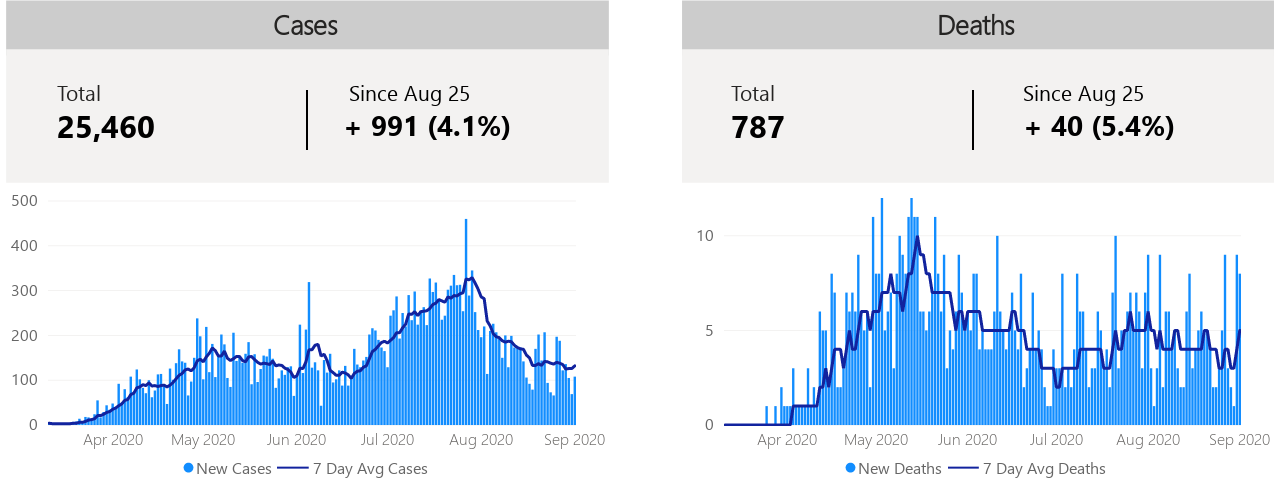 Cases
Total
25,460
Since Aug 25
+ 991 (4.1%)
500
400
300
200
100
0
Apr 2020 May 2020 Jun 2020 Jul 2020 Aug 2020 Sep 2020
New Cases 7 Day Avg Cases
Deaths
Total
787
Since Aug 25
+ 40 (5.4%)
10
5
0
Apr 2020 May 2020 Jun 2020 Jul 2020 Aug 2020 Sep 2020
New Deaths 7 Day Avg Deaths